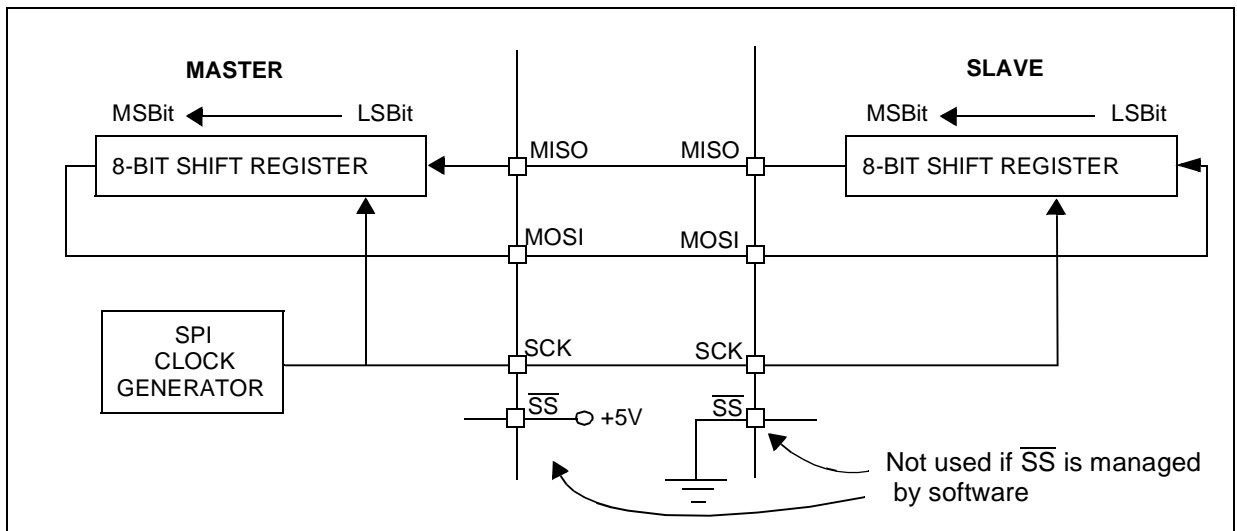 MASTER
SLAVE
MSBit LSBit
MSBit LSBit
8-BIT SHIFT REGISTER
MISO
MISO
8-BIT SHIFT REGISTER
MOSI
MOSI
SPI
CLOCK
GENERATOR
SCK
SCK
SS
+5V
SS
Not used if SS is managed
by software